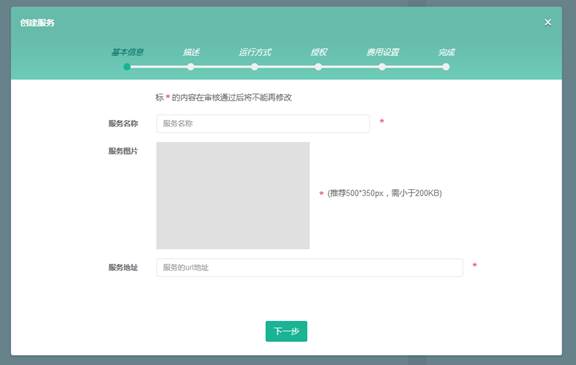 创建服务 ×
基本信息 描述 运行方式 授权 费用设置 完成
标 * 的内容在审核通过后将不能再修改
服务名称 服务名称 *
服务图片 * (推荐500*350px，需小于200KB)
服务地址 服务的url地址 *
下一步